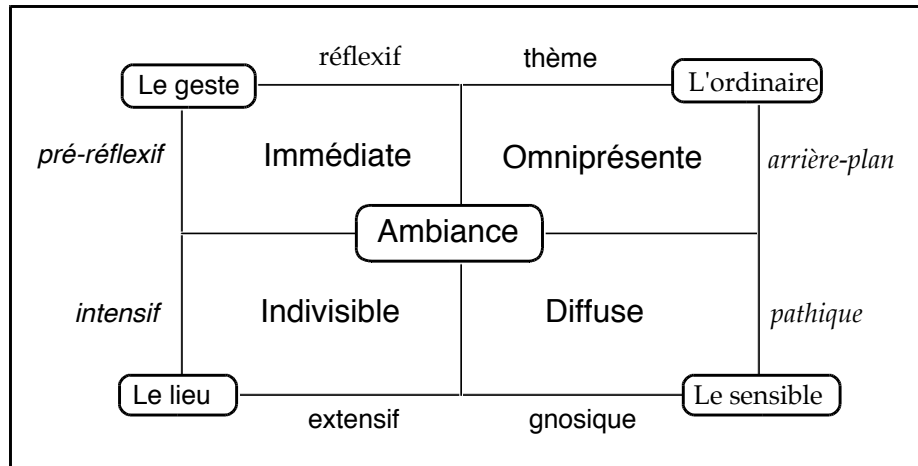 réflexif thème
Le geste L'ordinaire
pré-réflexif Immédiate Omniprésente arrière-plan
Ambiance
intensif Indivisible Diffuse pathique
Le lieu Le sensible
extensif gnosique